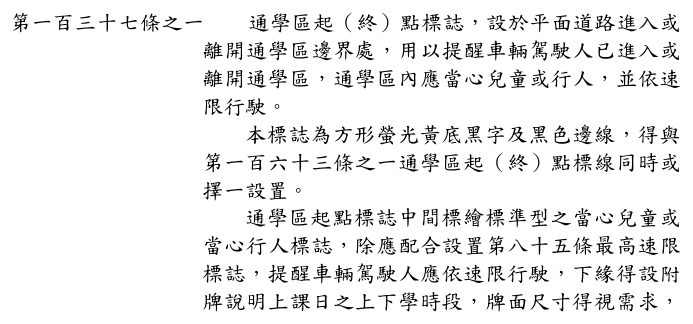 第一百三十七條之一　　通學區起（終）點標誌，設於平面道路進入或
離開通學區邊界處，用以提醒車輛駕駛人已進入或
離開通學區，通學區內應當心兒童或行人，並依速
限行駛。
本標誌為方形螢光黃底黑字及黑色邊線，得與
第一百六十三條之一通學區起（終）點標線同時或
擇一設置。
通學區起點標誌中間標繪標準型之當心兒童或
當心行人標誌，除應配合設置第八十五條最高速限
標誌，提醒車輛駕駛人應依速限行駛，下緣得設附
牌說明上課日之上下學時段，牌面尺寸得視需求，